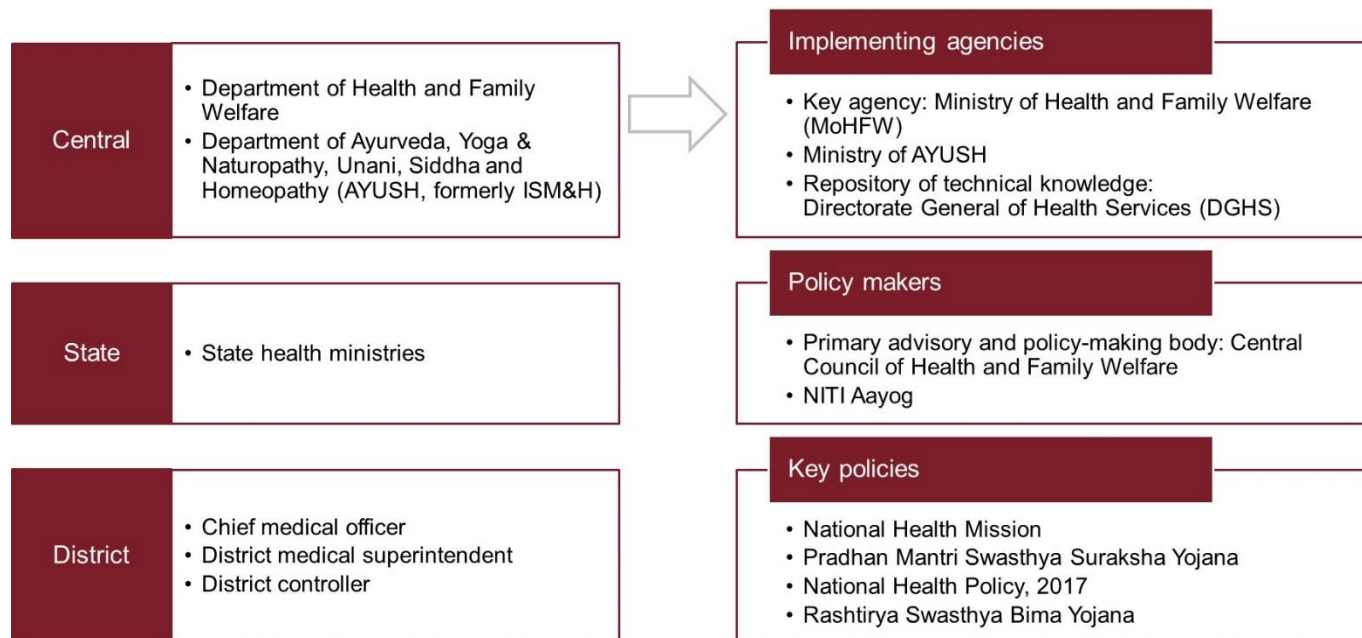 Central
• Department of Health and Family
Welfare
• Department of Ayurveda, Yoga &
Naturopathy, Unani, Siddha and
Homeopathy (AYUSH, formerly ISM&H)
Implementing agencies
• Key agency: Ministry of Health and Family Welfare
(MoHFW)
• Ministry of AYUSH
• Repository of technical knowledge:
Directorate General of Health Services (DGHS)
State
• State health ministries
Policy makers
• Primary advisory and policy-making body: Central
Council of Health and Family Welfare
• NITI Aayog
District
• Chief medical officer
• District medical superintendent
• District controller
Key policies
• National Health Mission
• Pradhan Mantri Swasthya Suraksha Yojana
• National Health Policy, 2017
• Rashtirya Swasthya Bima Yojana